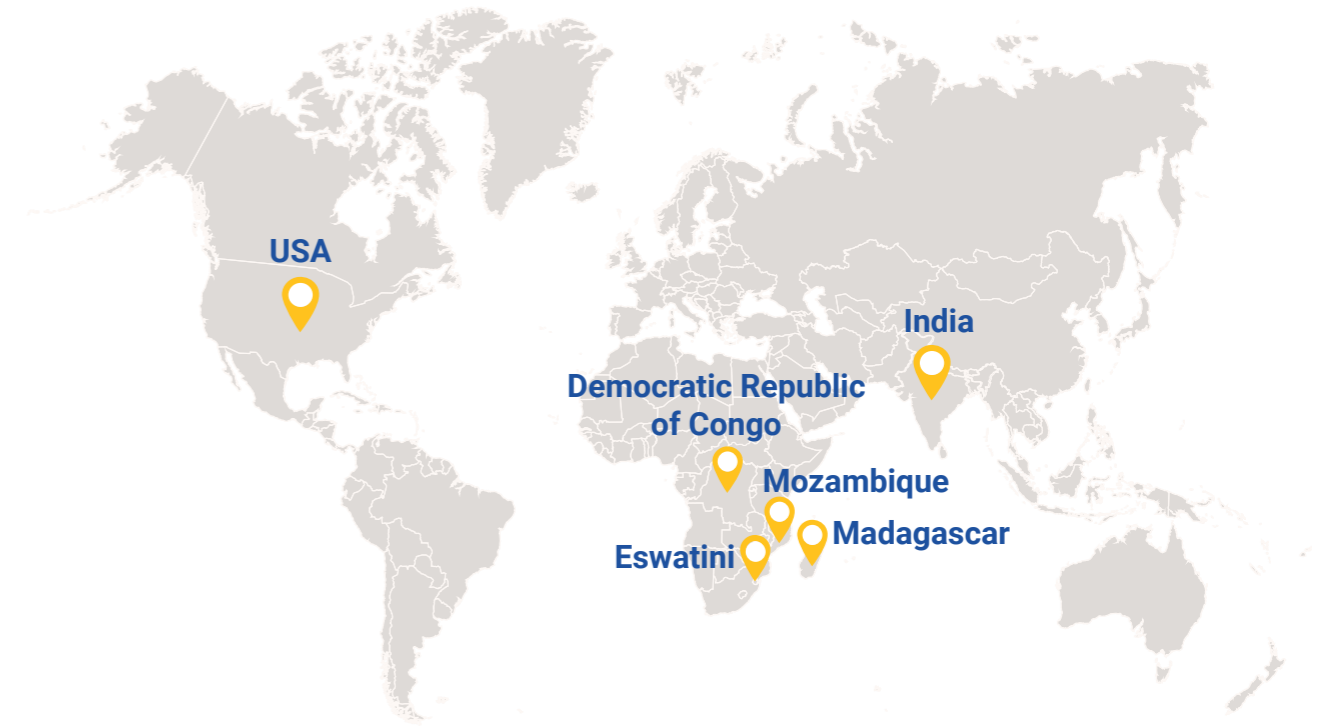 USA
India
Democratic Republic
of Congo
Mozambique
Madagascar
Eswatini